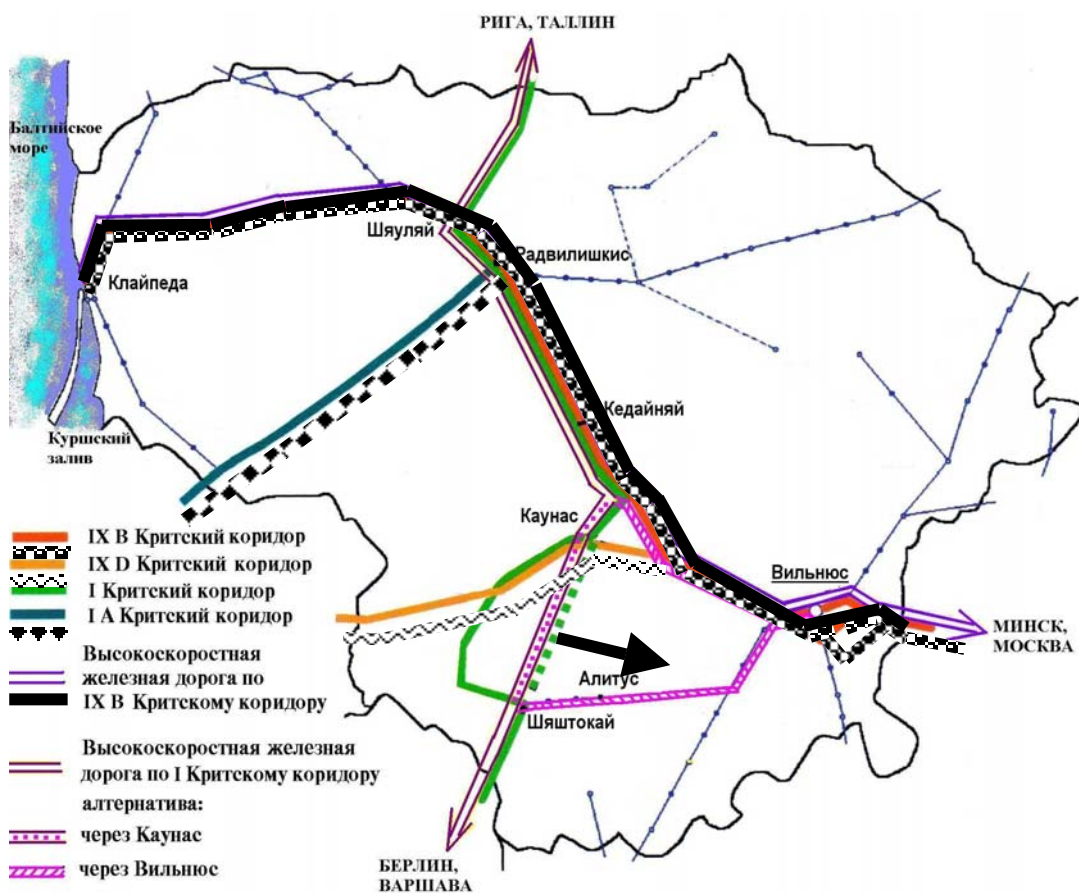 РИГА, ТАЛЛИН
Балтийское
море
Шяуляй
Радвилишкис
Клайпеда
Кедайняй
Куршский
залив
Каунас
Вильнюс
МИНСК,
МОСКВА
Алитус
Шяштокай
БЕРЛИН,
ВАРШАВА
IX B Критский коридор
IX D Критский коридор
I Критский коридор
I A Критский коридор
Высокоскоростная
железная дорога по
IX B Критскому коридору
Высокоскоростная железная
дорога по I Критскому коридору
алтернатива:
через Каунас
через Вильнюс